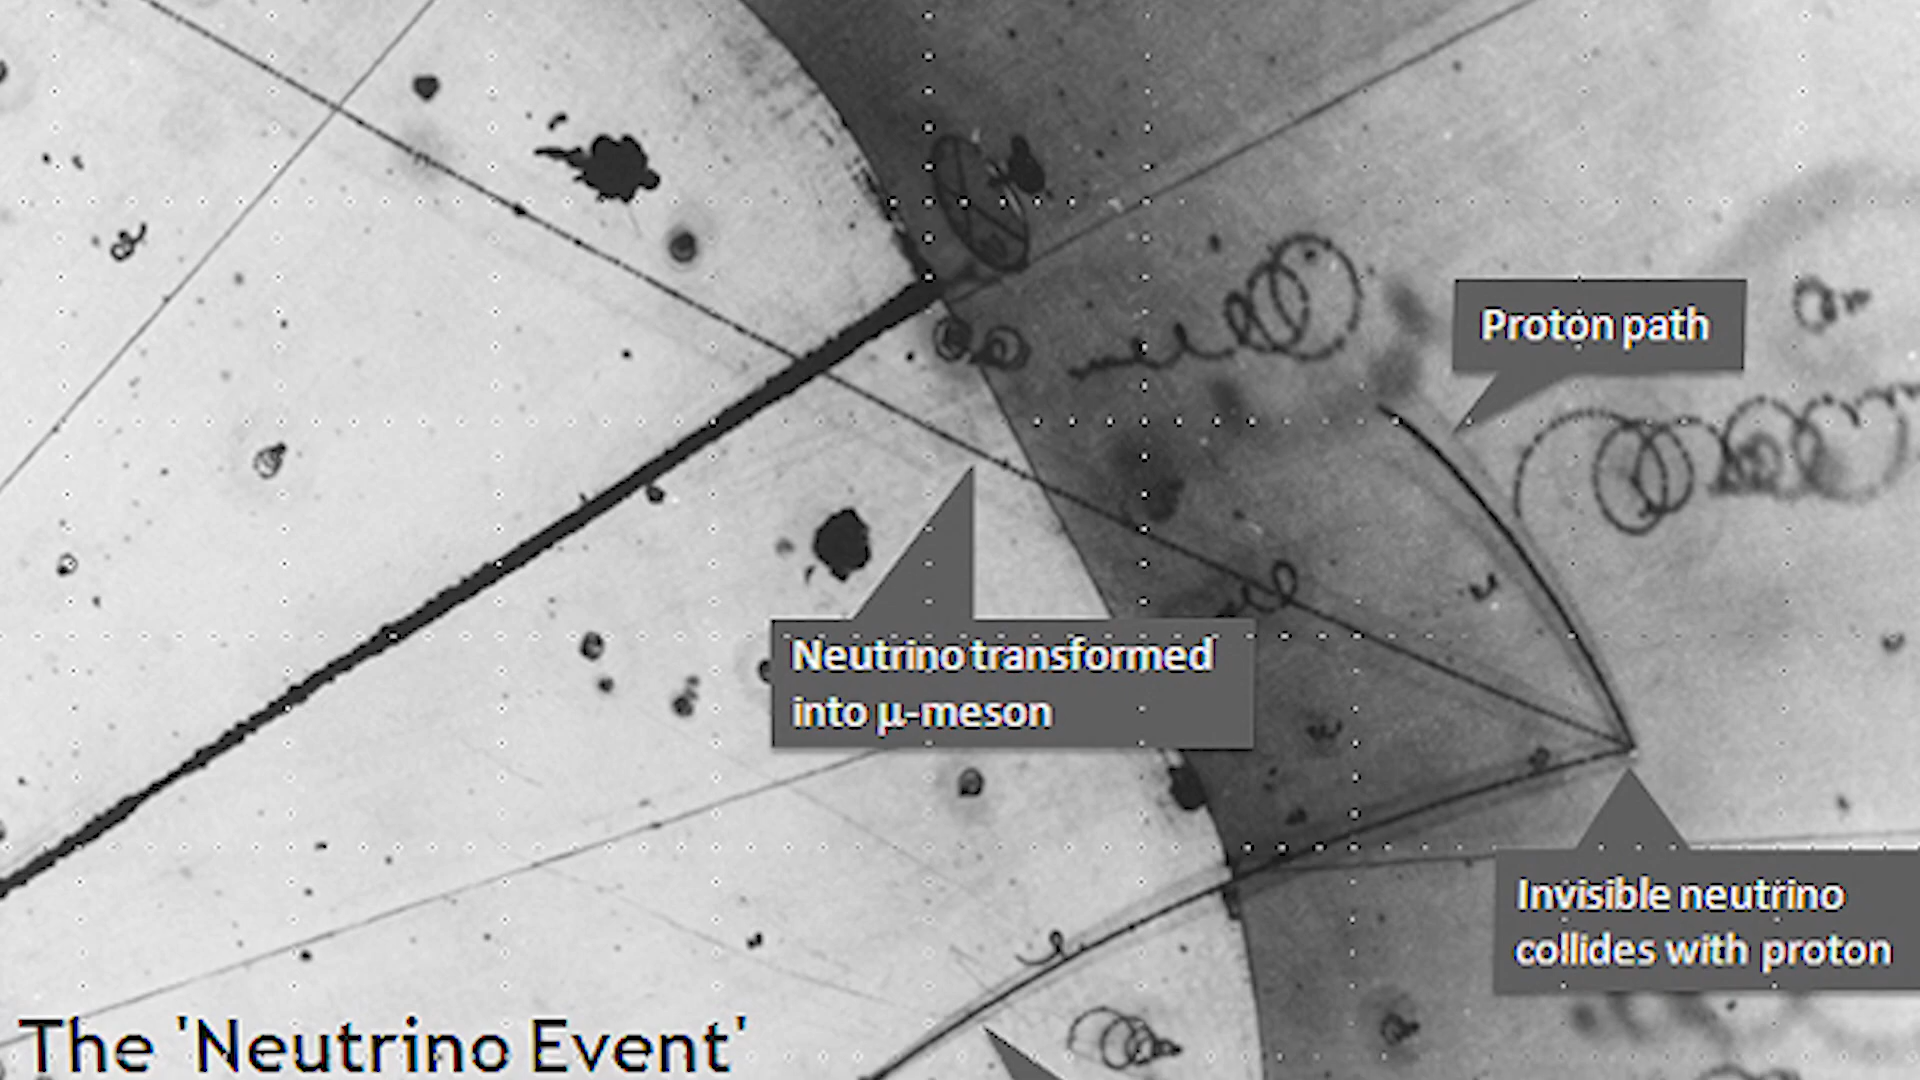 Proton path
Neutrino transformed
into μ-meson
Invisible neutrino
collides with proton
The 'Neutrino Event'